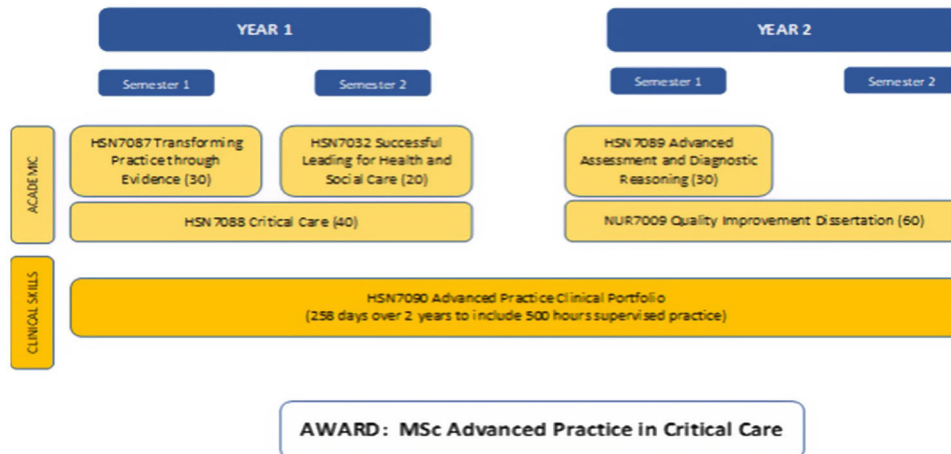 YEAR 1
YEAR 2
Semester 1
Semester 2
Semester 1
Semester 2
ACADEMIC
HSN7087 Transforming
Practice through
Evidence (30)
HSN7032 Successful
Leading for Health and
Social Care (20)
HSN7089 Advanced
Assessment and Diagnostic
Reasoning (30)
HSN7088 Critical Care (40)
NUR7009 Quality Improvement Dissertation (60)
CLINICAL SKILLS
HSN7090 Advanced Practice Clinical Portfolio
(258 days over 2 years to include 500 hours supervised practice)
AWARD: MSc Advanced Practice in Critical Care